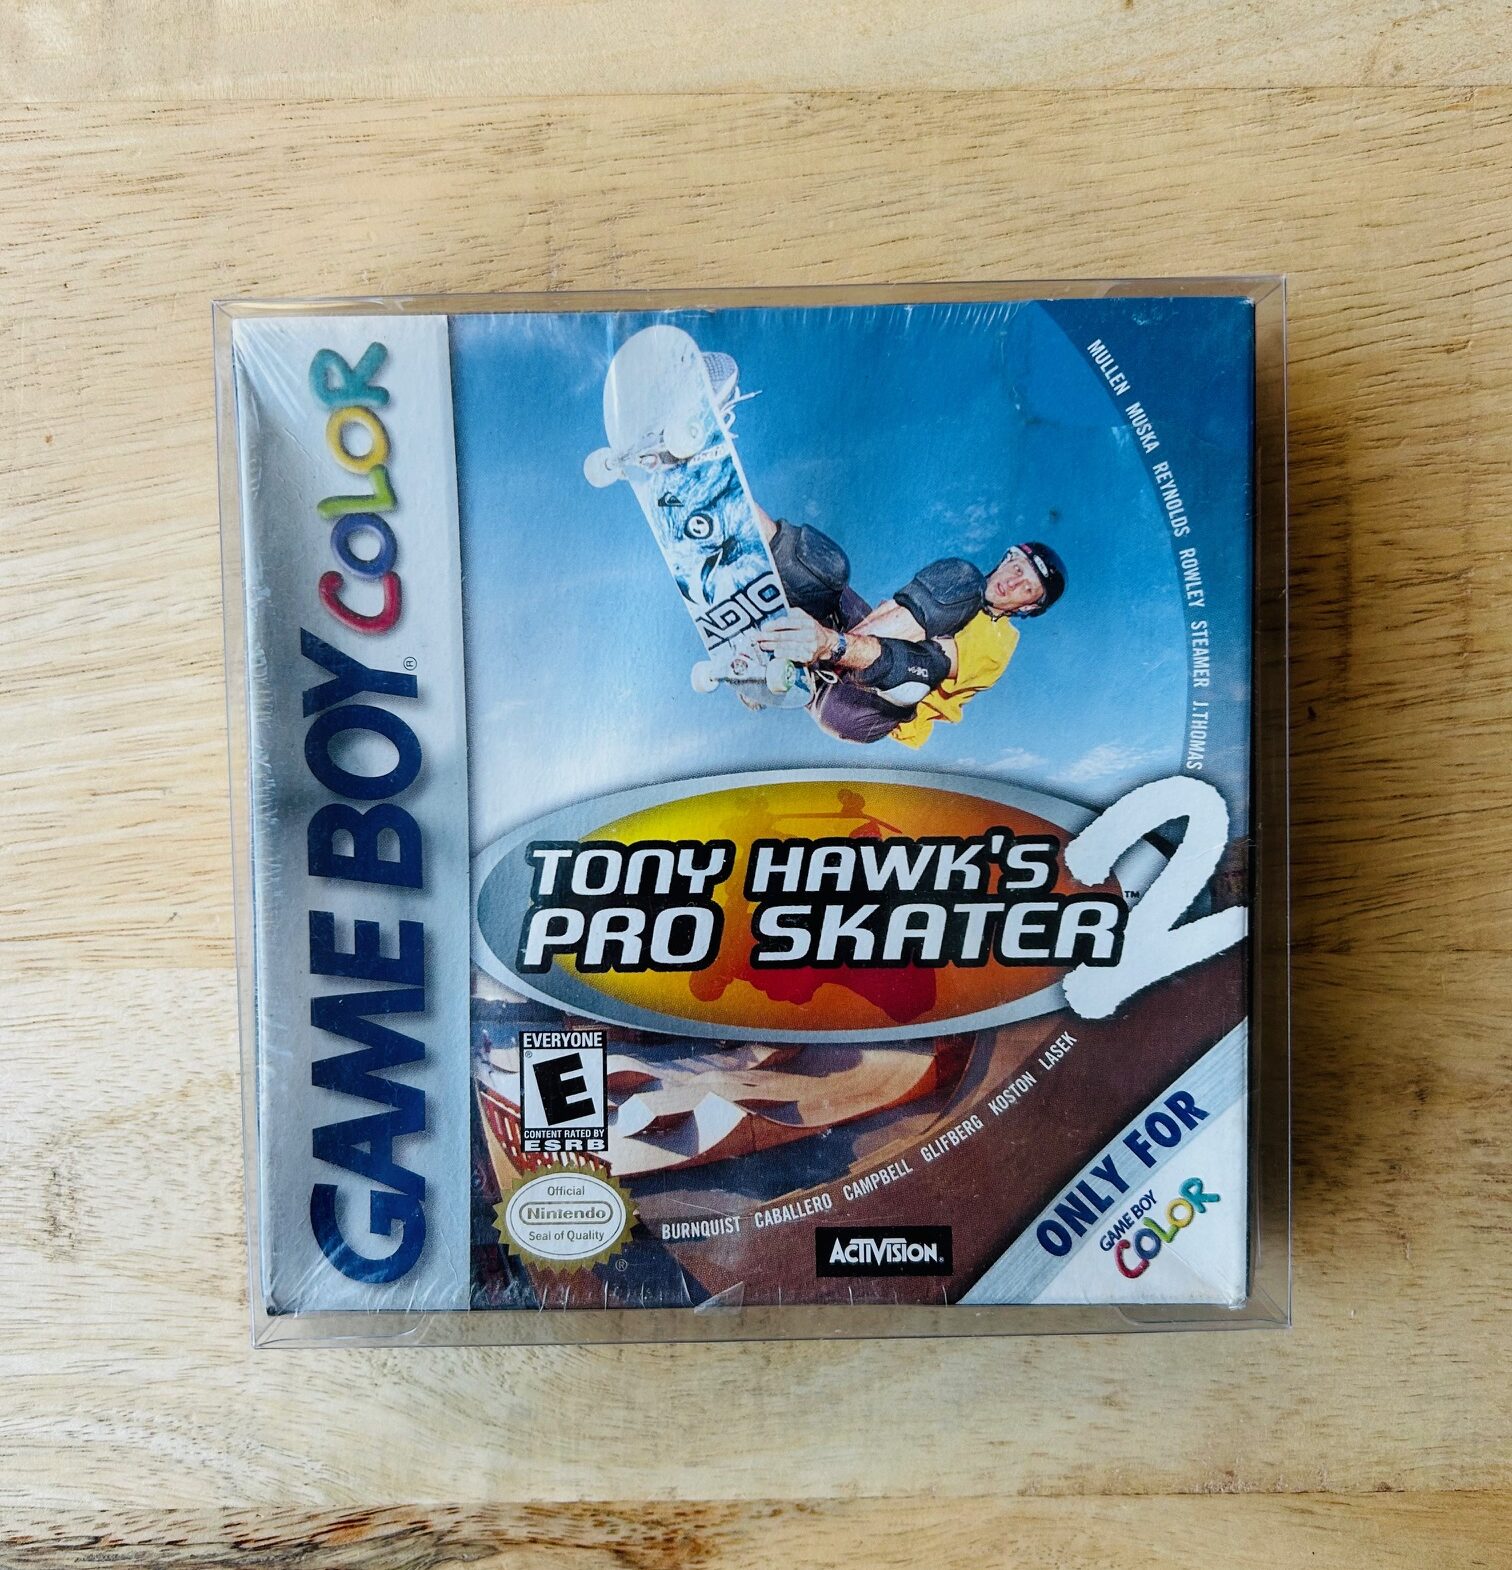 GAME BOY COLOR
®
MULLEN MUSKA REYNOLDS ROWLEY STEAMER J.THOMAS
ADIO
TONY HAWK'S
PRO SKATER 2
™
EVERYONE
E
®
CONTENT RATED BY
ESRB
Official
Nintendo
Seal of Quality
®
BURNQUIST CABALLERO CAMPBELL GLIFBERG KOSTON LASEK
ACTIVISION®
ONLY FOR
GAME BOY
COLOR